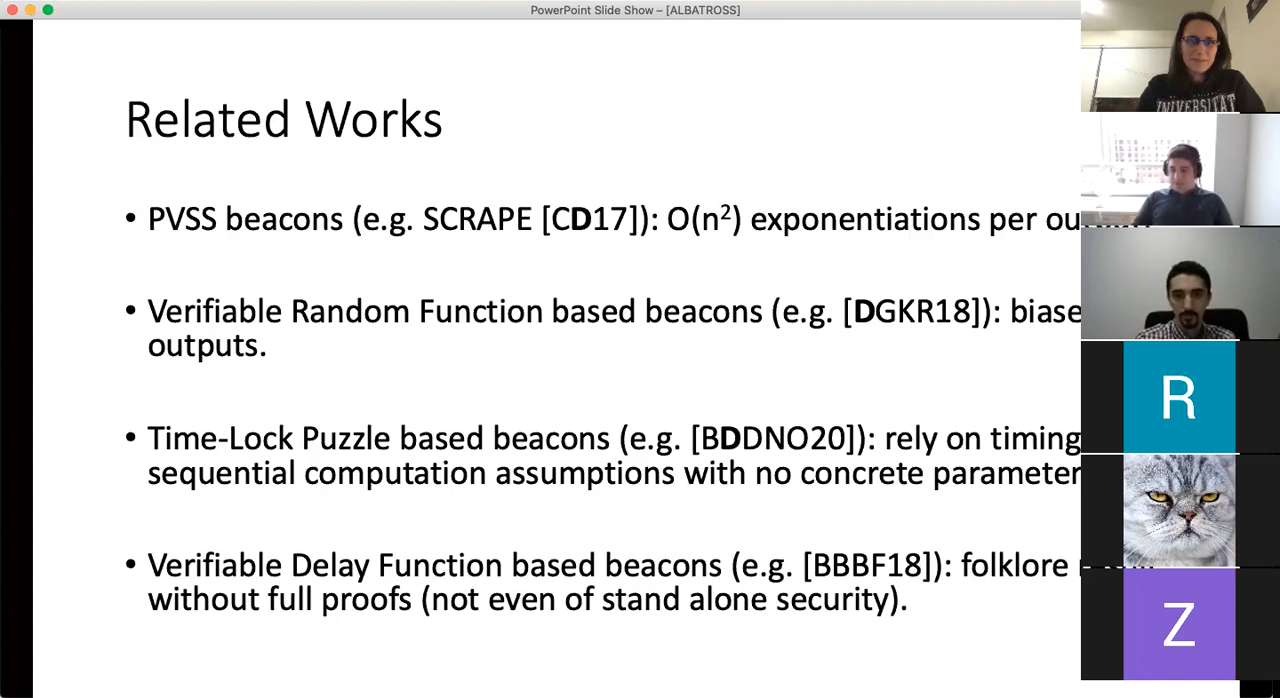 PowerPoint Slide Show – [ALBATROSS]
Related Works
• PVSS beacons (e.g. SCRAPE [CD17]): O(n²) exponentiations per
• Verifiable Random Function based beacons (e.g. [DGKR18]):
outputs.
• Time-Lock Puzzle based beacons (e.g. [BDDNO20]): rely on timing
sequential computation assumptions with no concrete
• Verifiable Delay Function based beacons (e.g. [BBBF18]): folklore
without full proofs (not even of stand alone security).
UNIVERSITAT
R
Z